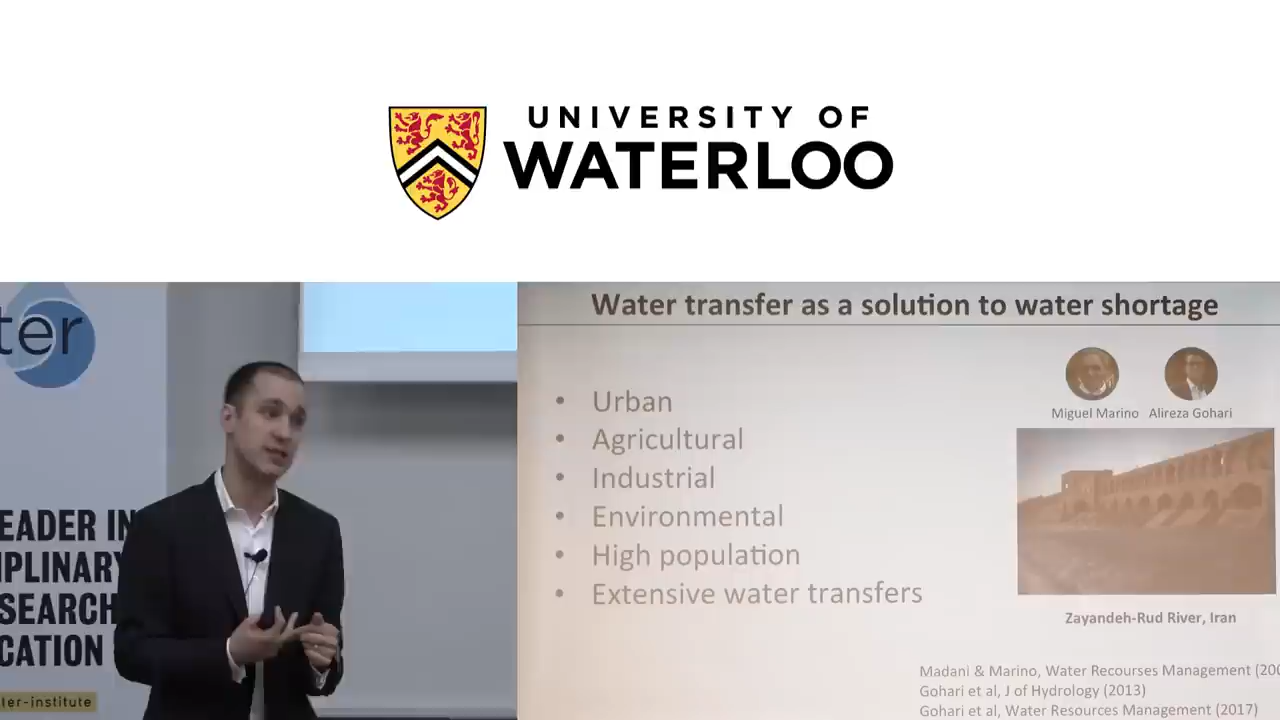 UNIVERSITY OF
WATERLOO
ter
EADER IN
IPLINARY
SEARCH
CATION
ter-institute
Water transfer as a solution to water shortage
Miguel Marino Alireza Gohari
• Urban
• Agricultural
• Industrial
• Environmental
• High population
• Extensive water transfers
Zayandeh-Rud River, Iran
Madani & Marino, Water Recourses Management (200
Gohari et al, J of Hydrology (2013)
Gohari et al, Water Resources Management (2017)